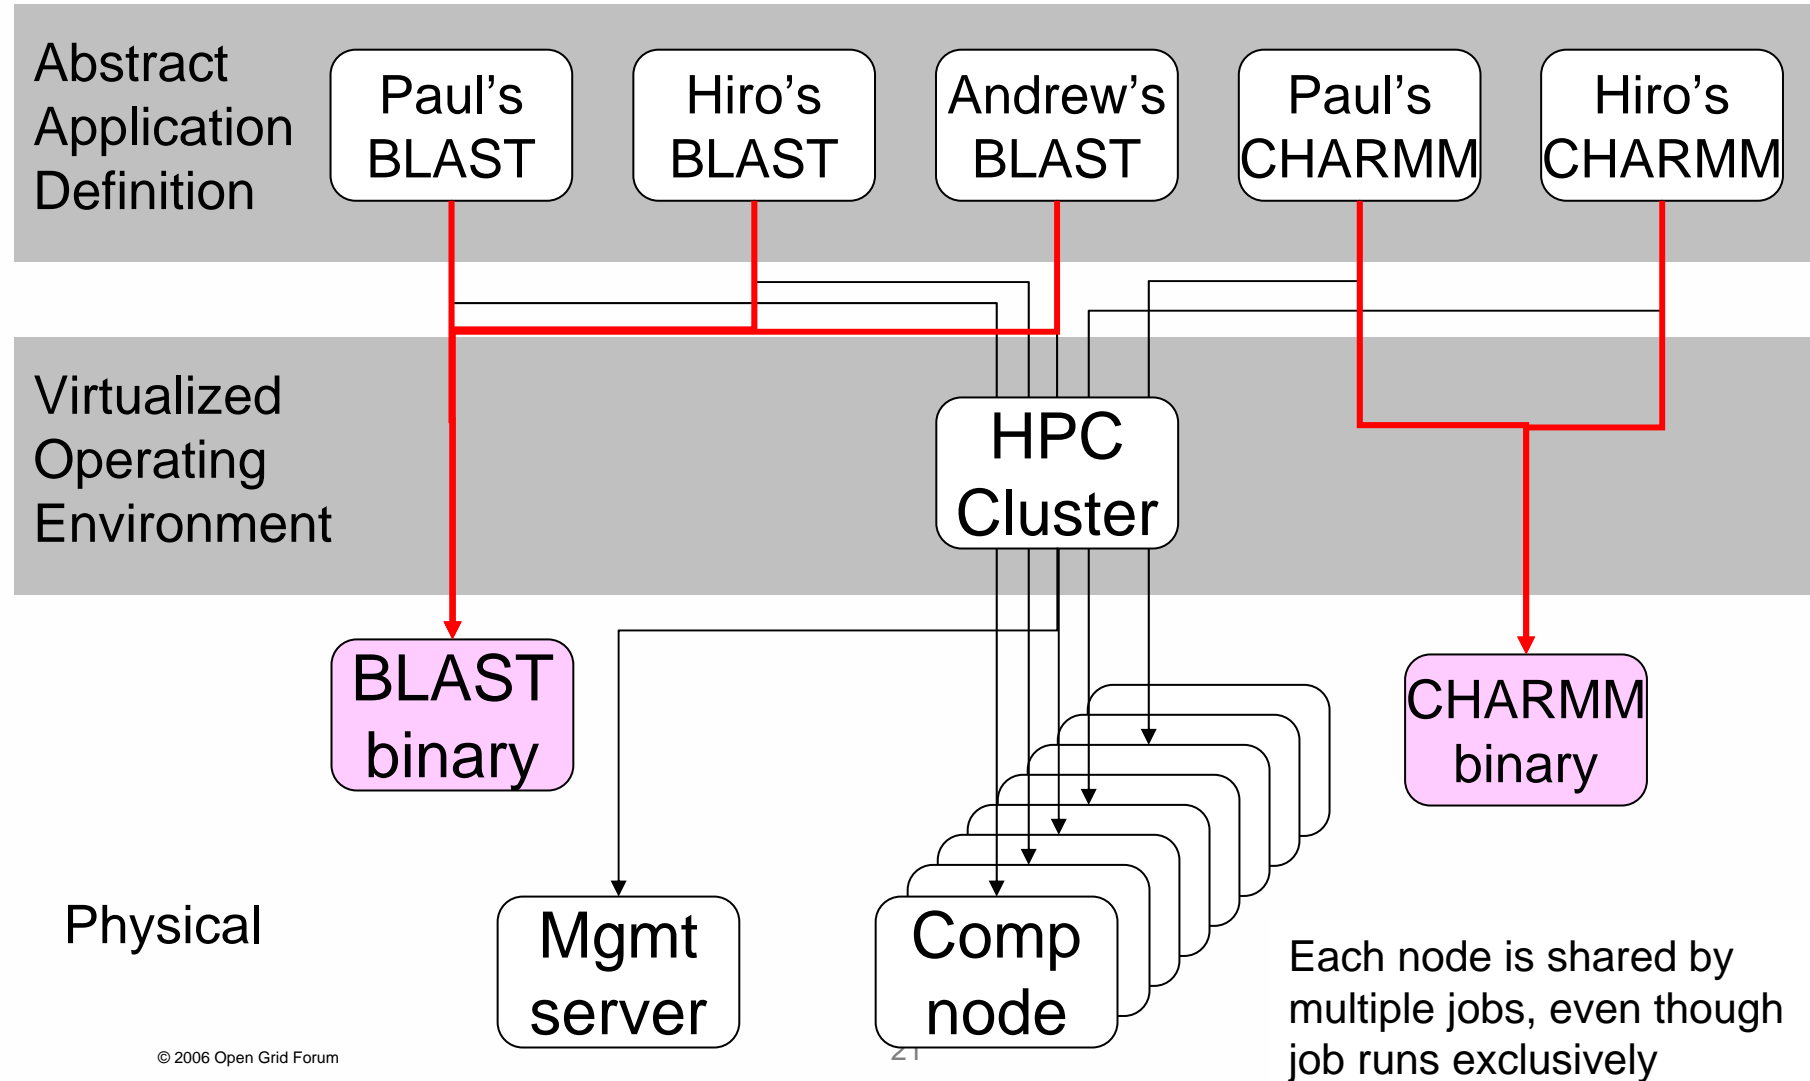 Abstract
Application
Definition
Paul's
BLAST
Hiro's
BLAST
Andrew's
BLAST
Paul's
CHARMM
Hiro's
CHARMM
Virtualized
Operating
Environment
HPC
Cluster
BLAST
binary
CHARMM
binary
Physical
Mgmt
server
Comp
node
Each node is shared by
multiple jobs, even though
job runs exclusively
© 2006 Open Grid Forum
21